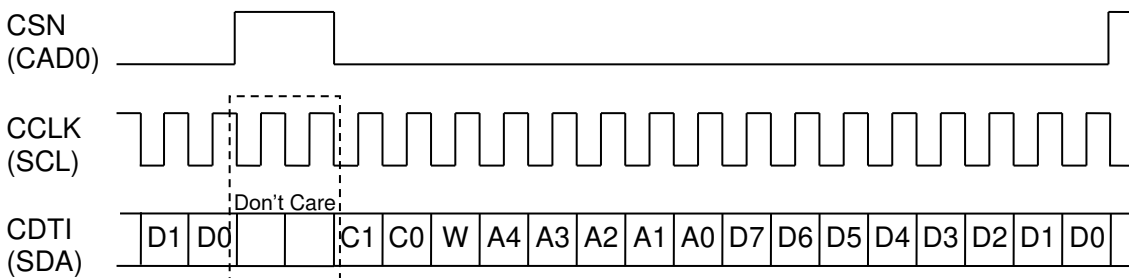 CSN
(CAD0)
CCLK
(SCL)
Don't Care
CDTI
(SDA)
D1 D0 C1 C0 W A4 A3 A2 A1 A0 D7 D6 D5 D4 D3 D2 D1 D0